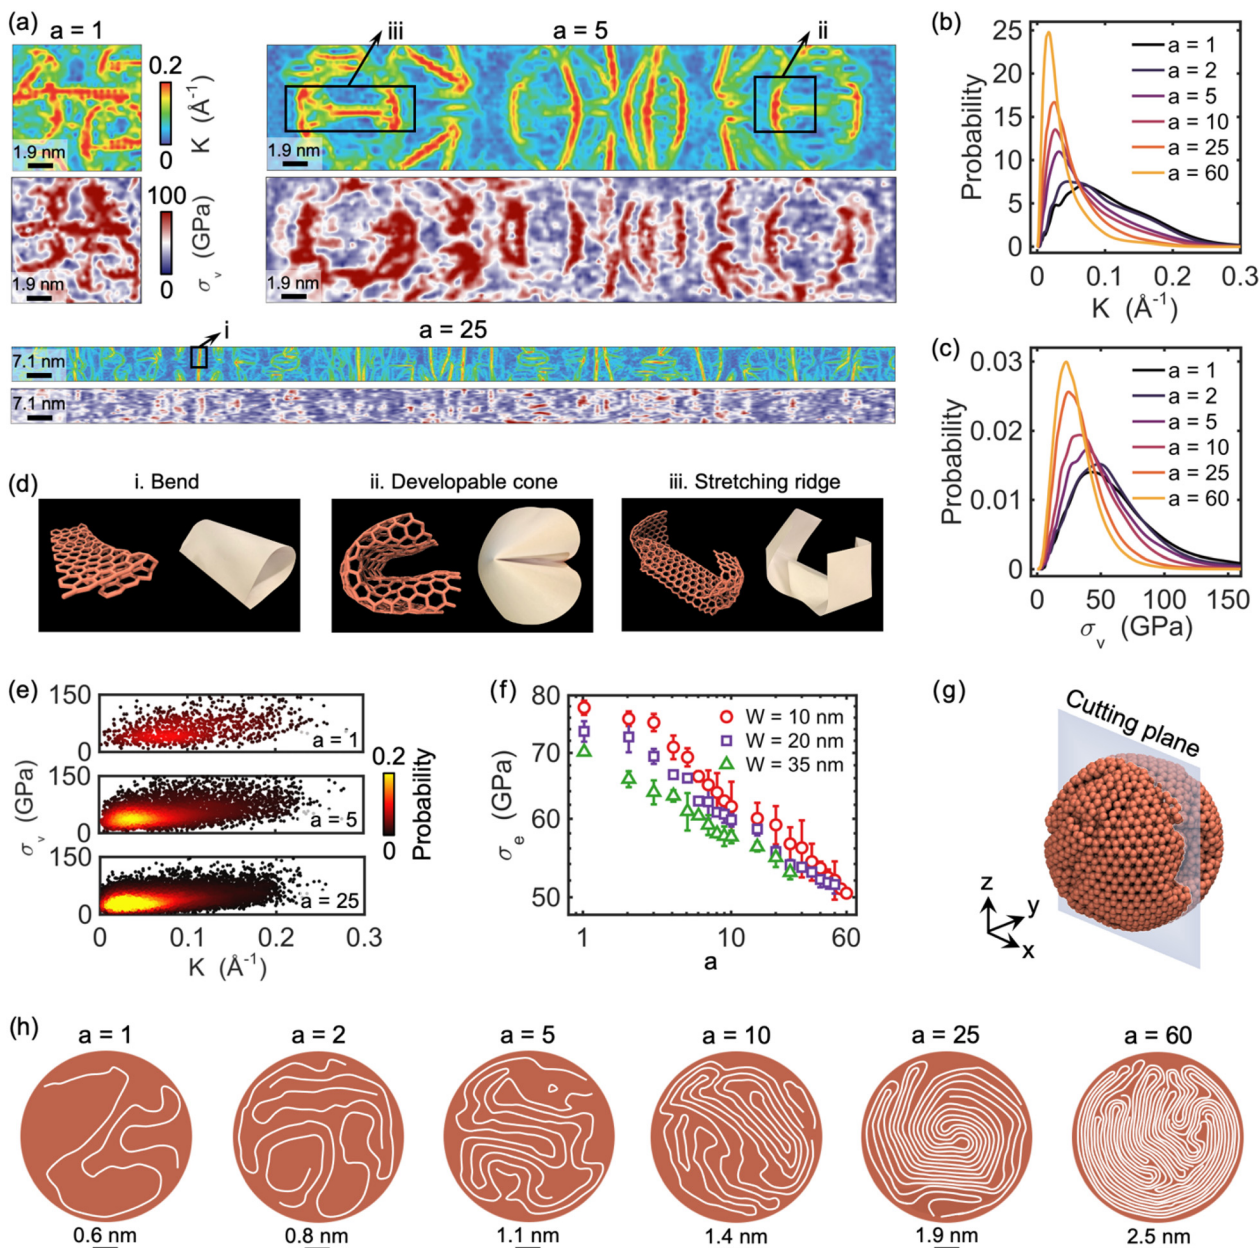 (a)
a = 1
iii
a = 5
ii
0.2
K (Å⁻¹)
0
1.9 nm
1.9 nm
100
σᵥ (GPa)
0
1.9 nm
1.9 nm
i
a = 25
7.1 nm
7.1 nm
(b)
25
20
15
10
5
0
Probability
a = 1
a = 2
a = 5
a = 10
a = 25
a = 60
0
0.1
0.2
0.3
K (Å⁻¹)
(c)
0.03
0.02
0.01
0
Probability
a = 1
a = 2
a = 5
a = 10
a = 25
a = 60
0
50
100
150
σᵥ (GPa)
(d)
i. Bend
ii. Developable cone
iii. Stretching ridge
(e)
150
0
a = 1
150
0
a = 5
150
0
a = 25
σᵥ (GPa)
0
0.1
0.2
0.3
K (Å⁻¹)
0.2
0
Probability
(f)
80
70
60
50
σₑ (GPa)
W = 10 nm
W = 20 nm
W = 35 nm
1
10
60
a
(g)
Cutting plane
z
y
x
(h)
a = 1
a = 2
a = 5
a = 10
a = 25
a = 60
0.6 nm
0.8 nm
1.1 nm
1.4 nm
1.9 nm
2.5 nm